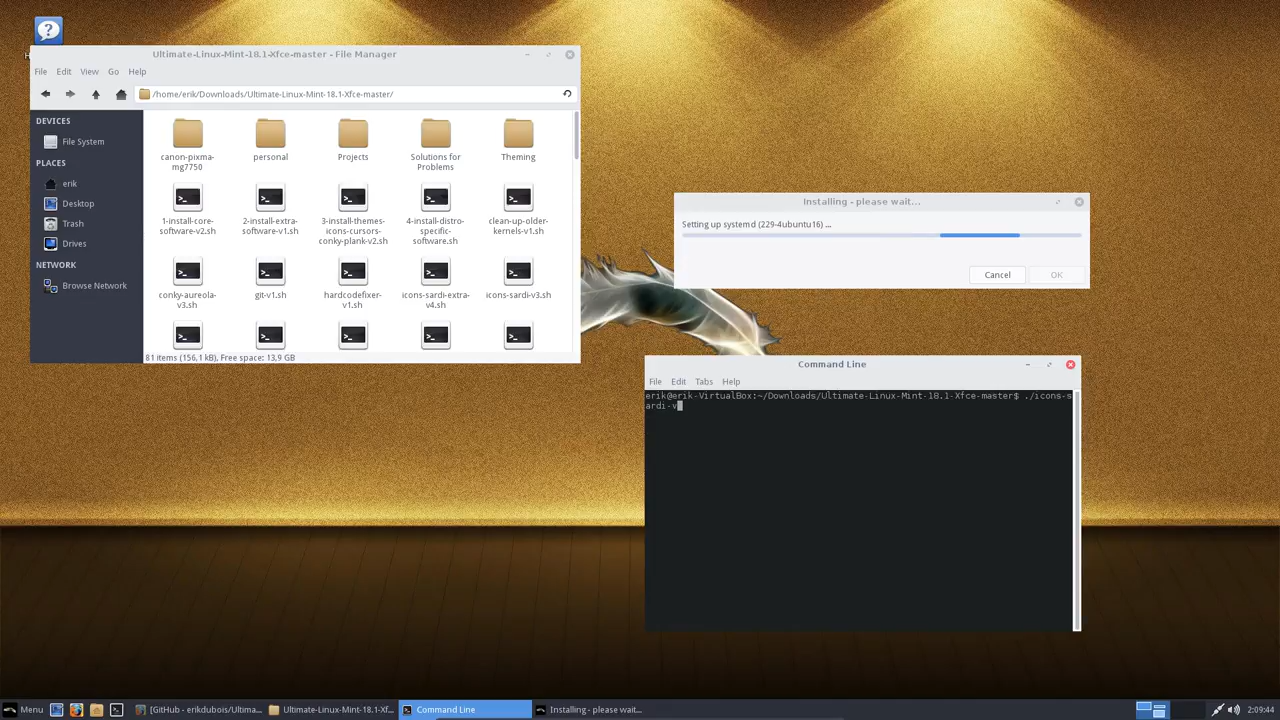 Ultimate-Linux-Mint-18.1-Xfce-master - File Manager
File Edit View Go Help
/home/erik/Downloads/Ultimate-Linux-Mint-18.1-Xfce-master/
DEVICES
File System
PLACES
erik
Desktop
Trash
Drives
NETWORK
Browse Network
canon-pixma-
mg7750
personal
Projects
Solutions for
Problems
Theming
1-install-core-
software-v2.sh
2-install-extra-
software-v1.sh
3-install-themes-
icons-cursors-
conky-plank-v2.sh
4-install-distro-
specific-
software.sh
clean-up-older-
kernels-v1.sh
conky-aureola-
v3.sh
git-v1.sh
hardcodefixer-
v1.sh
icons-sardi-extra-
v4.sh
icons-sardi-v3.sh
81 items (156,1 kB), Free space: 13,9 GB
Installing - please wait...
Setting up systemd (229-4ubuntu16) ...
Cancel OK
Command Line
File Edit Tabs Help
erik@erik-VirtualBox:~/Downloads/Ultimate-Linux-Mint-18.1-Xfce-master$ ./icons-s
ardi-v
Menu [GitHub - erikdubois/Ultima... Ultimate-Linux-Mint-18.1-Xf... Command Line Installing - please wait... 2:09:44